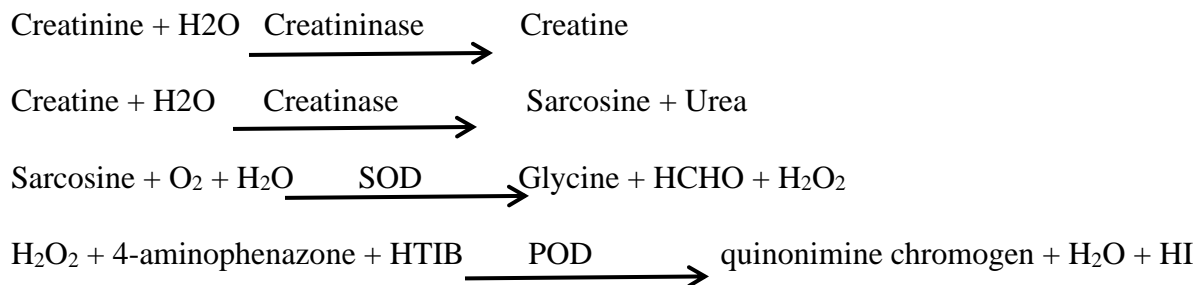 Creatinine + H2O Creatininase Creatine
Creatine + H2O Creatinase Sarcosine + Urea
Sarcosine + O₂ + H₂O SOD Glycine + HCHO + H₂O₂
H₂O₂ + 4-aminophenazone + HTIB POD quinonimine chromogen + H₂O + HI